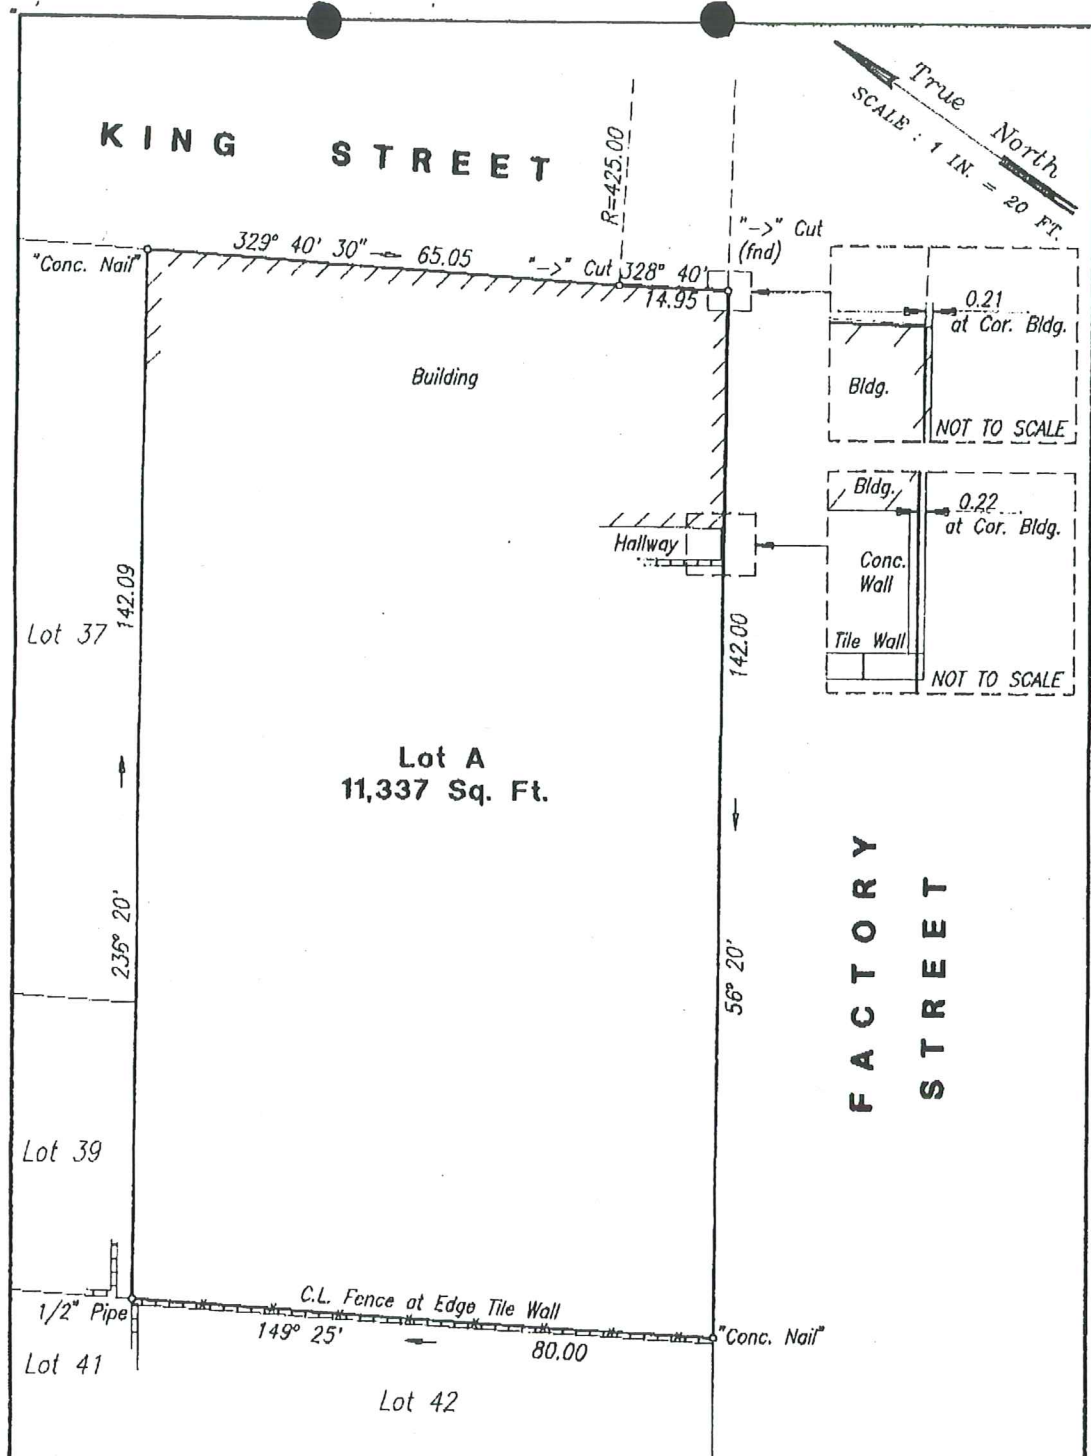 True North
SCALE : 1 IN. = 20 FT.
KING STREET
R=425.00
"->" Cut
(fnd)
"Conc. Nail"
329° 40' 30" 65.05
"->" Cut
328° 40'
14.95
0.21
at Cor. Bldg.
Bldg.
NOT TO SCALE
Building
Bldg.
0.22
at Cor. Bldg.
Conc.
Wall
Tile Wall
NOT TO SCALE
Hallway
Lot 37
142.09
142.00
Lot A
11,337 Sq. Ft.
236° 20'
56° 20'
FACTORY
STREET
Lot 39
1/2" Pipe
C.L. Fence at Edge Tile Wall
149° 25'
80.00
"Conc. Nail"
Lot 41
Lot 42